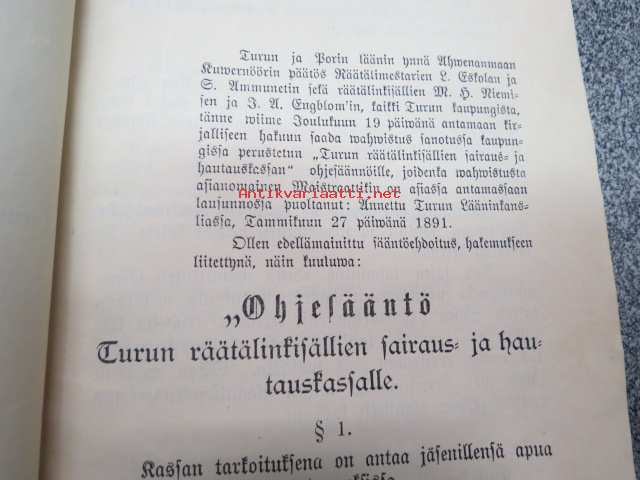 Turun ja Porin läänin ynnä Ahwenanmaan
Kuwernöörin päätös Räätälimestarien L. Eskolan ja
S. Ammunetin sekä räätälinkisällien M. H. Niemi-
sen ja J. A. Engblom'in, kaikki Turun kaupungista,
tänne wiime Joulukuun 19 päiwänä antamaan kir-
jalliseen hakuun saada wahwistus sanotussa kaupun-
gissa perustetun „Turun räätälinkisällien sairaus- ja
hautauskassan" ohjesäännöille, joidenka wahwistusta
asianomainen Maistraattikin on asiassa antamassaan
lausunnossa puoltanut: Annettu Turun Lääninkans-
liassa, Tammikuun 27 päiwänä 1891.
Antikvariaatti.net
Ollen edellämainittu sääntöehdoitus, hakemukseen
liitettynä, näin kuuluwa:
„Ohjesääntö
Turun räätälinkisällien sairaus- ja hau-
tauskassalle.
§ 1.
Kassan tarkoituksena on antaa jäsenillensä apua